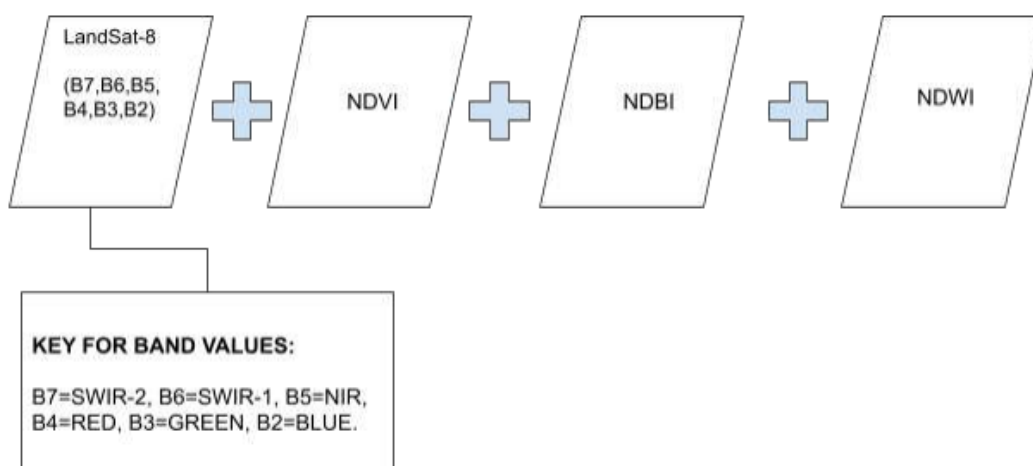 LandSat-8
(B7,B6,B5,
B4,B3,B2)
NDVI
NDBI
NDWI
KEY FOR BAND VALUES:
B7=SWIR-2, B6=SWIR-1, B5=NIR,
B4=RED, B3=GREEN, B2=BLUE.